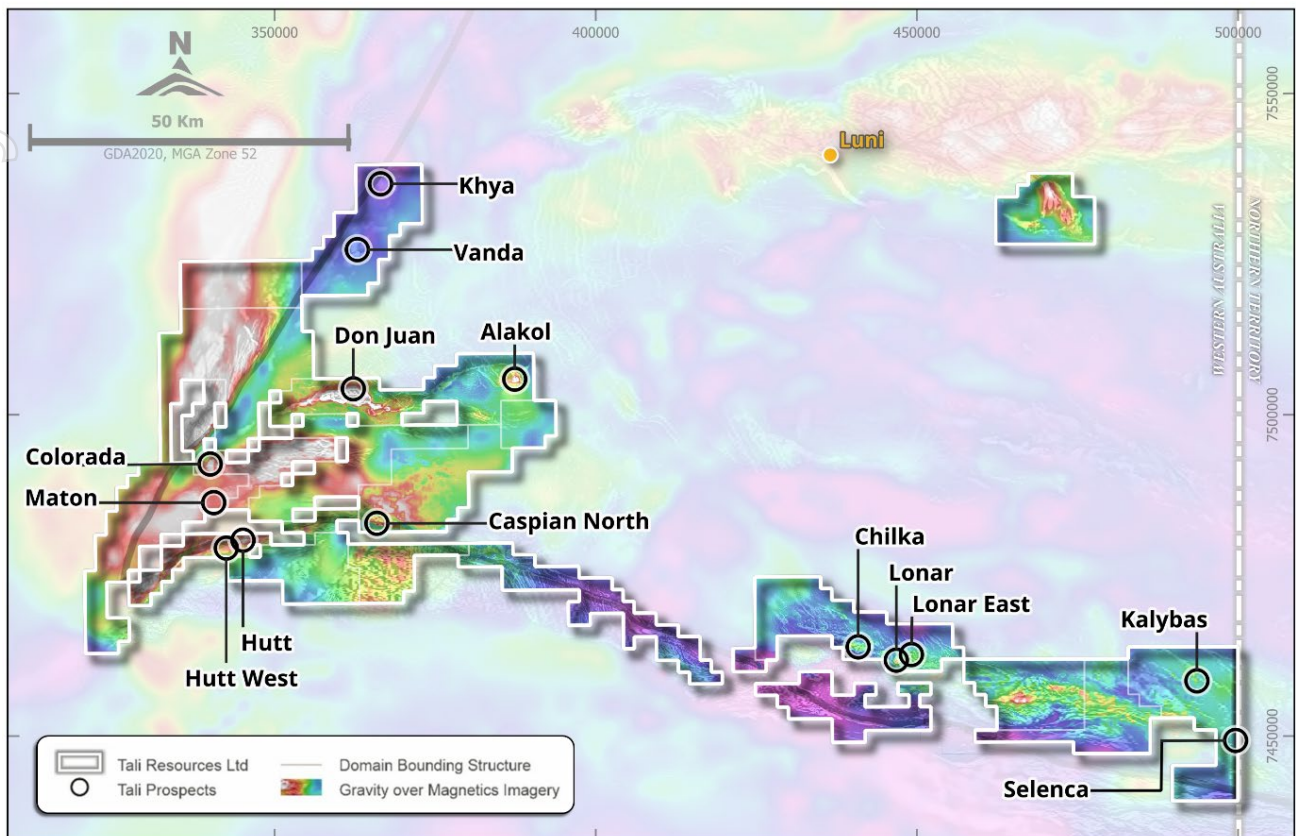 350000
400000
450000
500000
N
50 Km
GDA2020, MGA Zone 52
7550000
Luni
Khya
Vanda
WESTERN AUSTRALIA
NORTHERN TERRITORY
Don Juan
Alakol
7500000
Colorada
Maton
Caspian North
Chilka
Lonar
Lonar East
Kalybas
Hutt
Hutt West
7450000
Selenca
Tali Resources Ltd
Domain Bounding Structure
Tali Prospects
Gravity over Magnetics Imagery